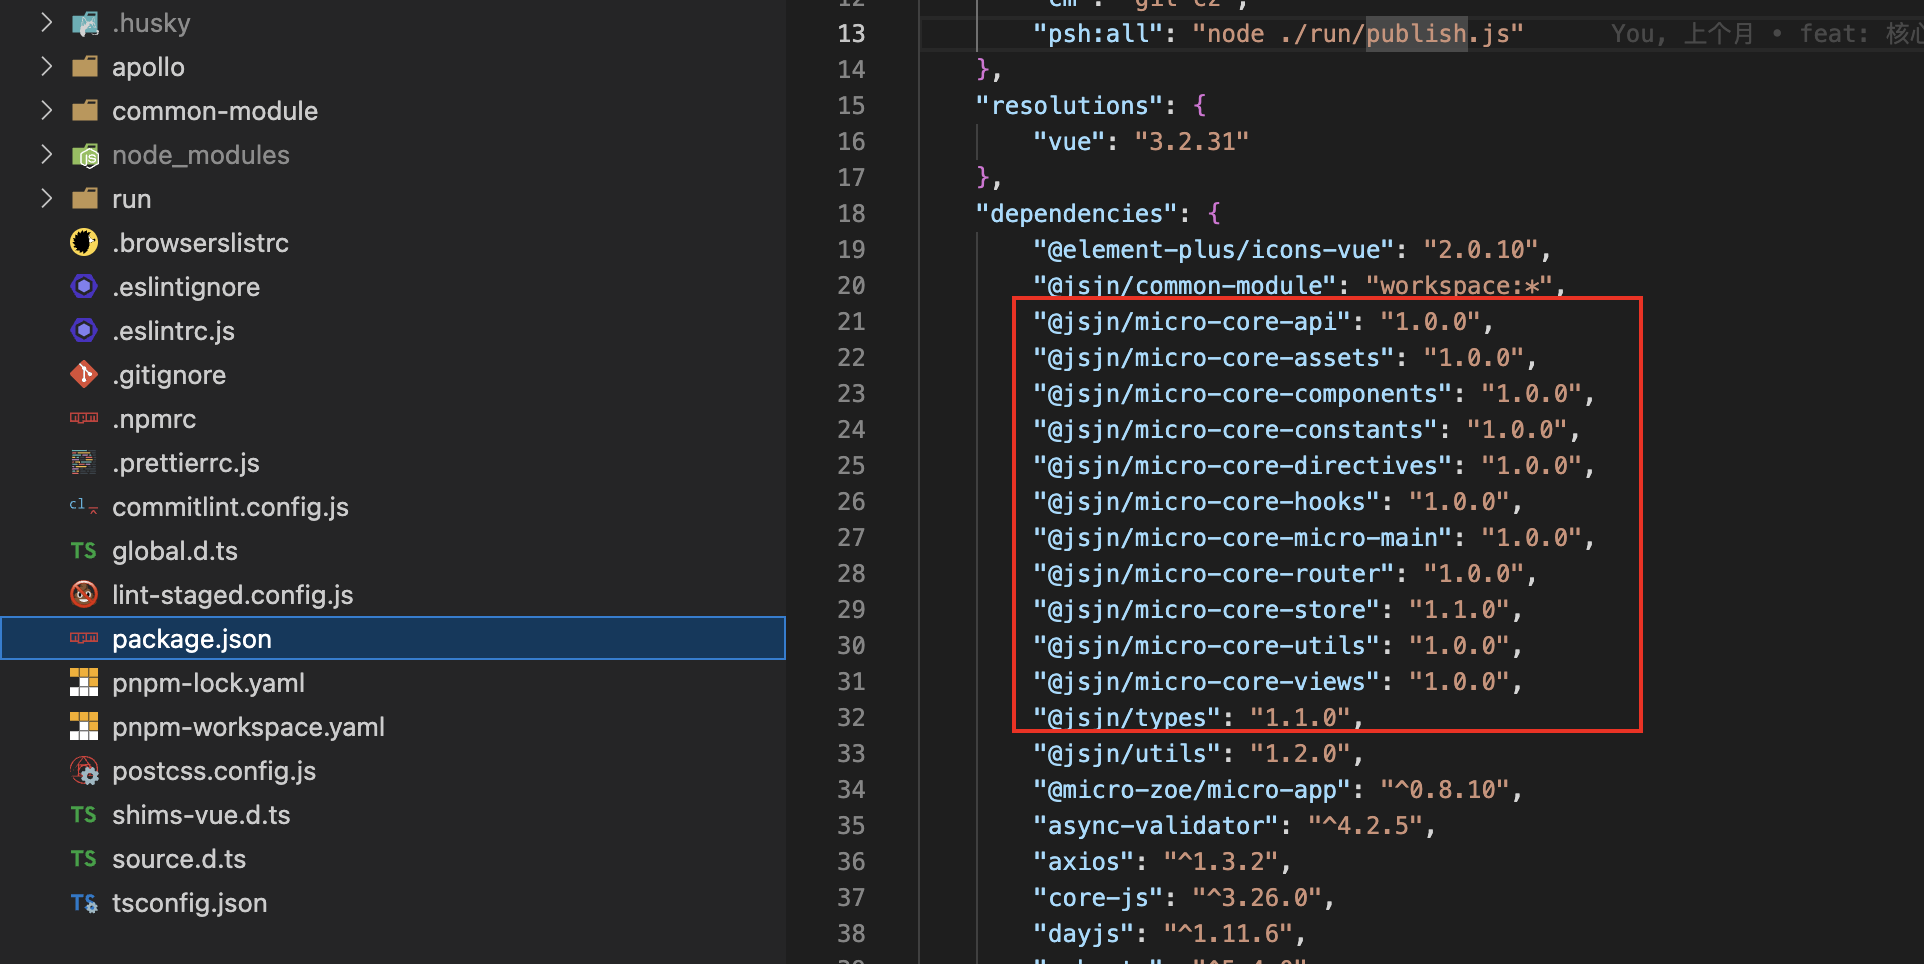 .husky
apollo
common-module
node_modules
run
.browserslistrc
.eslintignore
.eslintrc.js
.gitignore
.npmrc
.prettierrc.js
commitlint.config.js
TS global.d.ts
lint-staged.config.js
package.json
pnpm-lock.yaml
pnpm-workspace.yaml
postcss.config.js
TS shims-vue.d.ts
TS source.d.ts
TS tsconfig.json
12 "cm": "git cz",
13 "psh:all": "node ./run/publish.js" You, 上个月 • feat: 核心
14 },
15 "resolutions": {
16 "vue": "3.2.31"
17 },
18 "dependencies": {
19 "@element-plus/icons-vue": "2.0.10",
20 "@jsjn/common-module": "workspace:*",
21 "@jsjn/micro-core-api": "1.0.0",
22 "@jsjn/micro-core-assets": "1.0.0",
23 "@jsjn/micro-core-components": "1.0.0",
24 "@jsjn/micro-core-constants": "1.0.0",
25 "@jsjn/micro-core-directives": "1.0.0",
26 "@jsjn/micro-core-hooks": "1.0.0",
27 "@jsjn/micro-core-micro-main": "1.0.0",
28 "@jsjn/micro-core-router": "1.0.0",
29 "@jsjn/micro-core-store": "1.1.0",
30 "@jsjn/micro-core-utils": "1.0.0",
31 "@jsjn/micro-core-views": "1.0.0",
32 "@jsjn/types": "1.1.0",
33 "@jsjn/utils": "1.2.0",
34 "@micro-zoe/micro-app": "^0.8.10",
35 "async-validator": "^4.2.5",
36 "axios": "^1.3.2",
37 "core-js": "^3.26.0",
38 "dayjs": "^1.11.6",